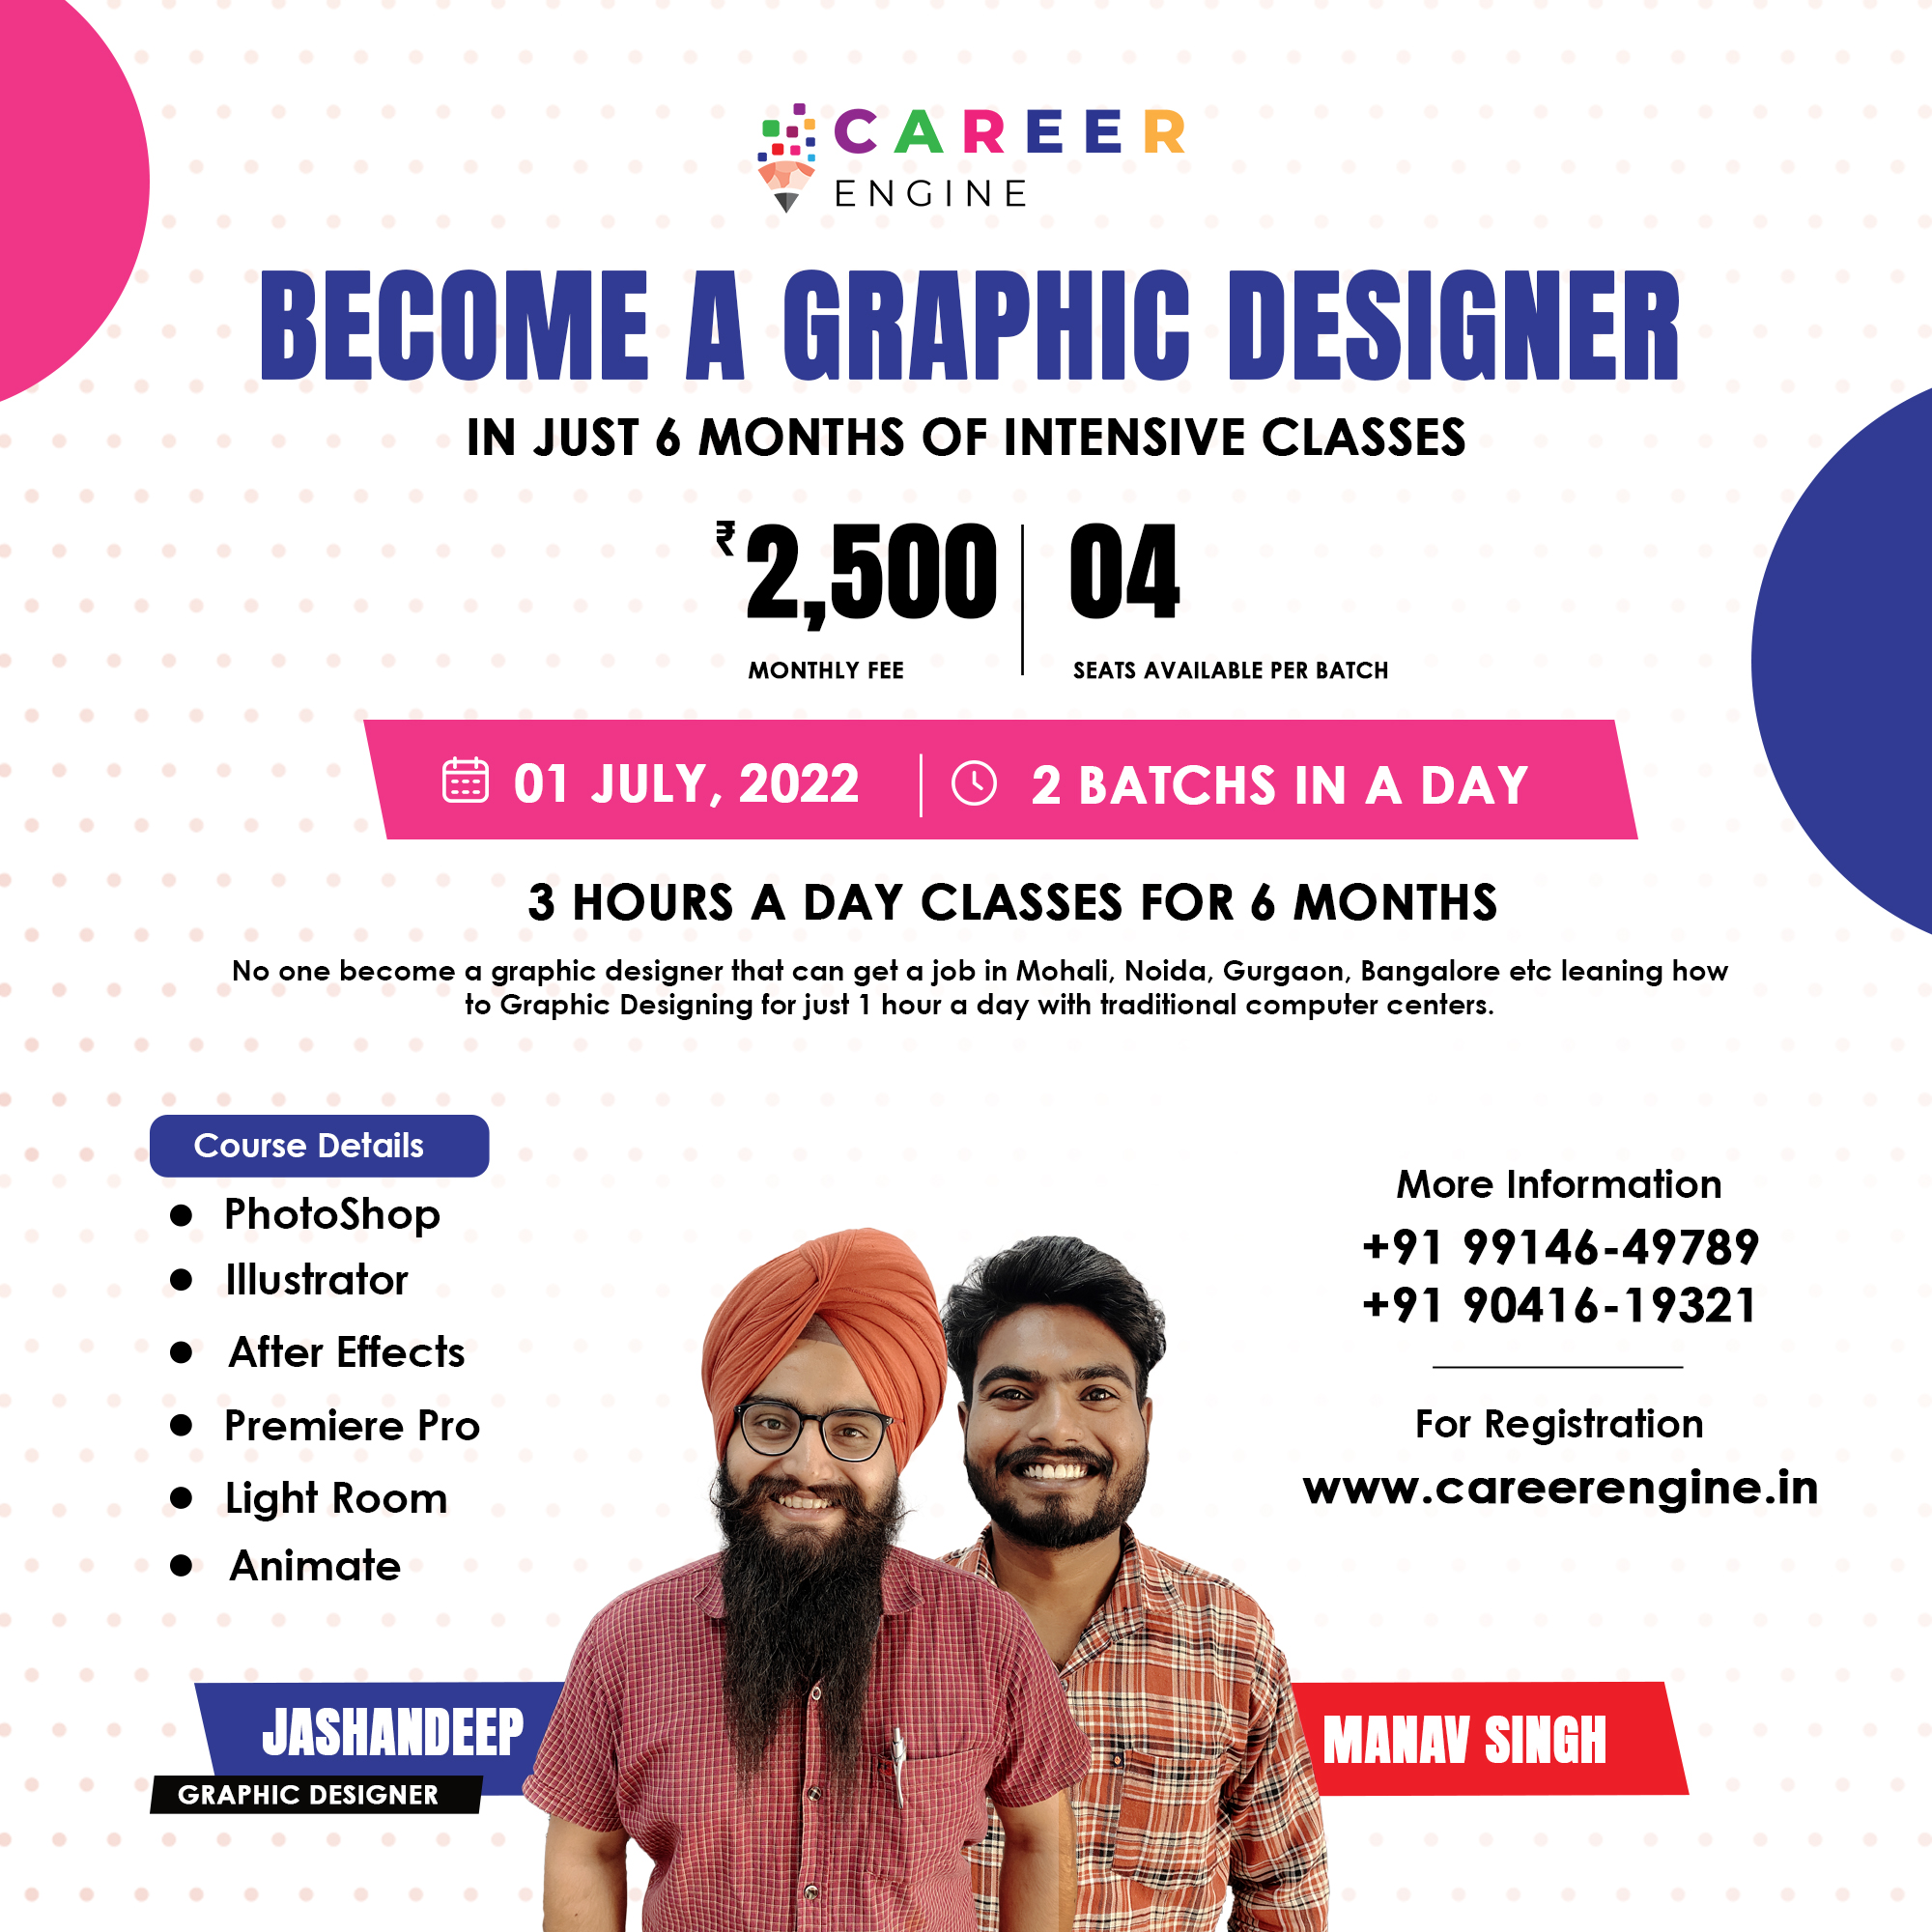 CAREER
ENGINE
BECOME A GRAPHIC DESIGNER
IN JUST 6 MONTHS OF INTENSIVE CLASSES
₹2,500
MONTHLY FEE
04
SEATS AVAILABLE PER BATCH
01 JULY, 2022
2 BATCHS IN A DAY
3 HOURS A DAY CLASSES FOR 6 MONTHS
No one become a graphic designer that can get a job in Mohali, Noida, Gurgaon, Bangalore etc leaning how
to Graphic Designing for just 1 hour a day with traditional computer centers.
Course Details
● PhotoShop
● Illustrator
● After Effects
● Premiere Pro
● Light Room
● Animate
More Information
+91 99146-49789
+91 90416-19321
For Registration
www.careerengine.in
JASHANDEEP
GRAPHIC DESIGNER
MANAV SINGH